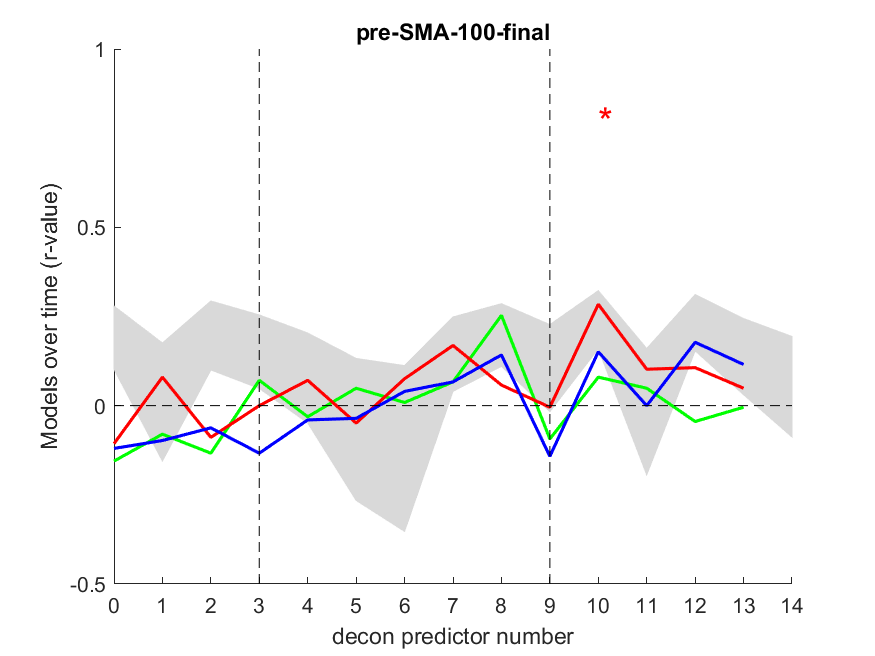 pre-SMA-100-final
1
0.5
0
-0.5
Models over time (r-value)
*
0 1 2 3 4 5 6 7 8 9 10 11 12 13 14
decon predictor number